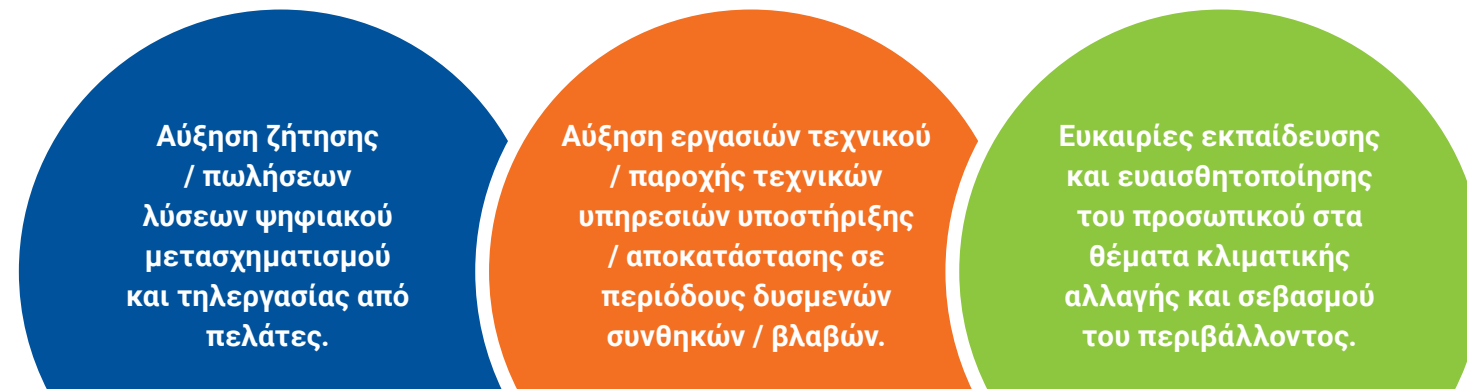 Αύξηση ζήτησης
/ πωλήσεων
λύσεων ψηφιακού
μετασχηματισμού
και τηλεργασίας από
πελάτες.
Αύξηση εργασιών τεχνικού
/ παροχής τεχνικών
υπηρεσιών υποστήριξης
/ αποκατάστασης σε
περιόδους δυσμενών
συνθηκών / βλαβών.
Ευκαιρίες εκπαίδευσης
και ευαισθητοποίησης
του προσωπικού στα
θέματα κλιματικής
αλλαγής και σεβασμού
του περιβάλλοντος.